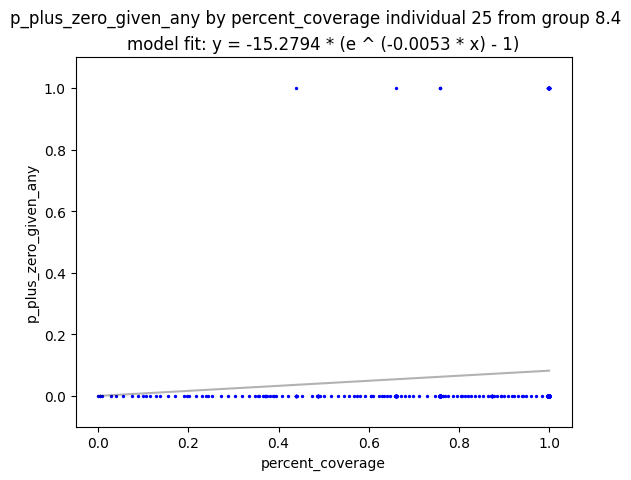 p_plus_zero_given_any by percent_coverage individual 25 from group 8.4
model fit: y = -15.2794 * (e ^ (-0.0053 * x) - 1)
1.0
0.8
0.6
0.4
0.2
0.0
p_plus_zero_given_any
0.0 0.2 0.4 0.6 0.8 1.0
percent_coverage